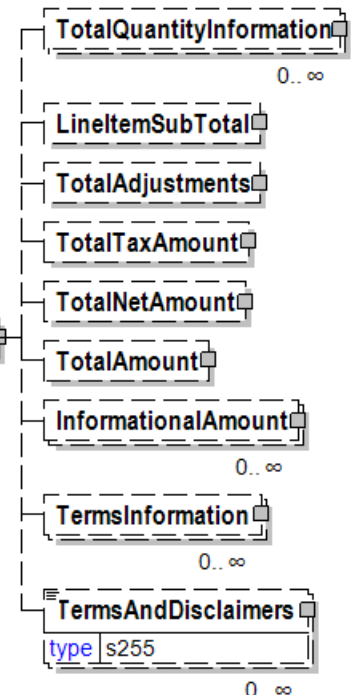 TotalQuantityInformation
0.. ∞
LineItemSubTotal
TotalAdjustments
TotalTaxAmount
TotalNetAmount
TotalAmount
InformationalAmount
0.. ∞
TermsInformation
0.. ∞
TermsAndDisclaimers
type s255
0.. ∞